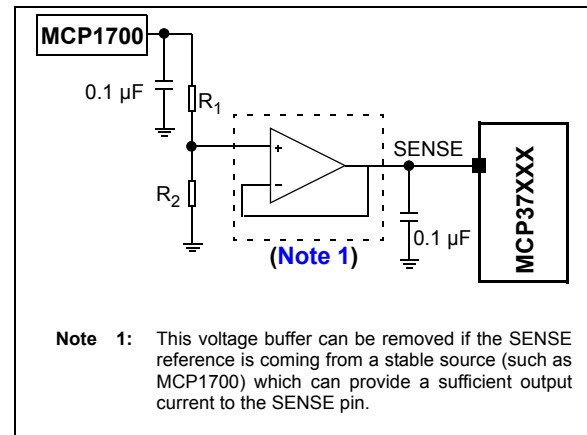 MCP1700
0.1 µF
R1
R2
+
–
SENSE
(Note 1)
0.1 µF
MCP37XXX
Note 1: This voltage buffer can be removed if the SENSE
reference is coming from a stable source (such as
MCP1700) which can provide a sufficient output
current to the SENSE pin.